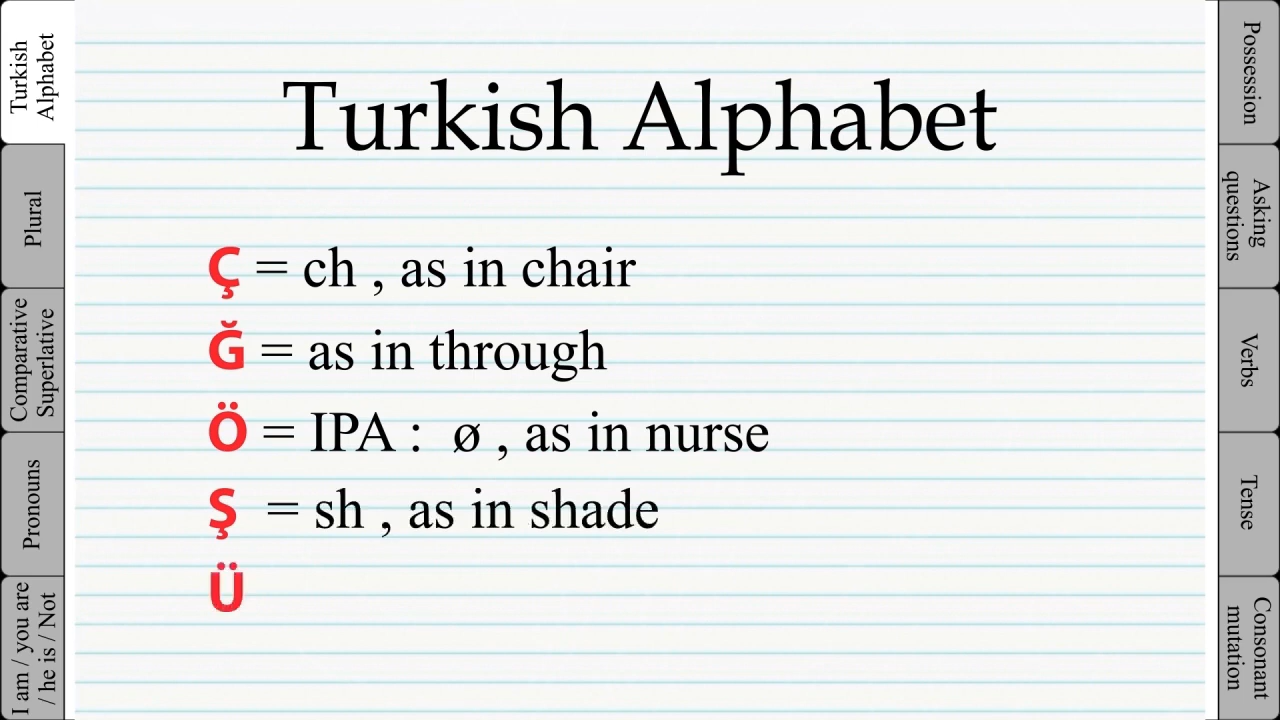 Turkish
Alphabet
Plural
Comparative
Superlative
Pronouns
I am / you are
/ he is / Not
Turkish Alphabet
Ç = ch , as in chair
Ğ = as in through
Ö = IPA : ø , as in nurse
Ş = sh , as in shade
Ü
Possession
Asking
questions
Verbs
Tense
Consonant
mutation